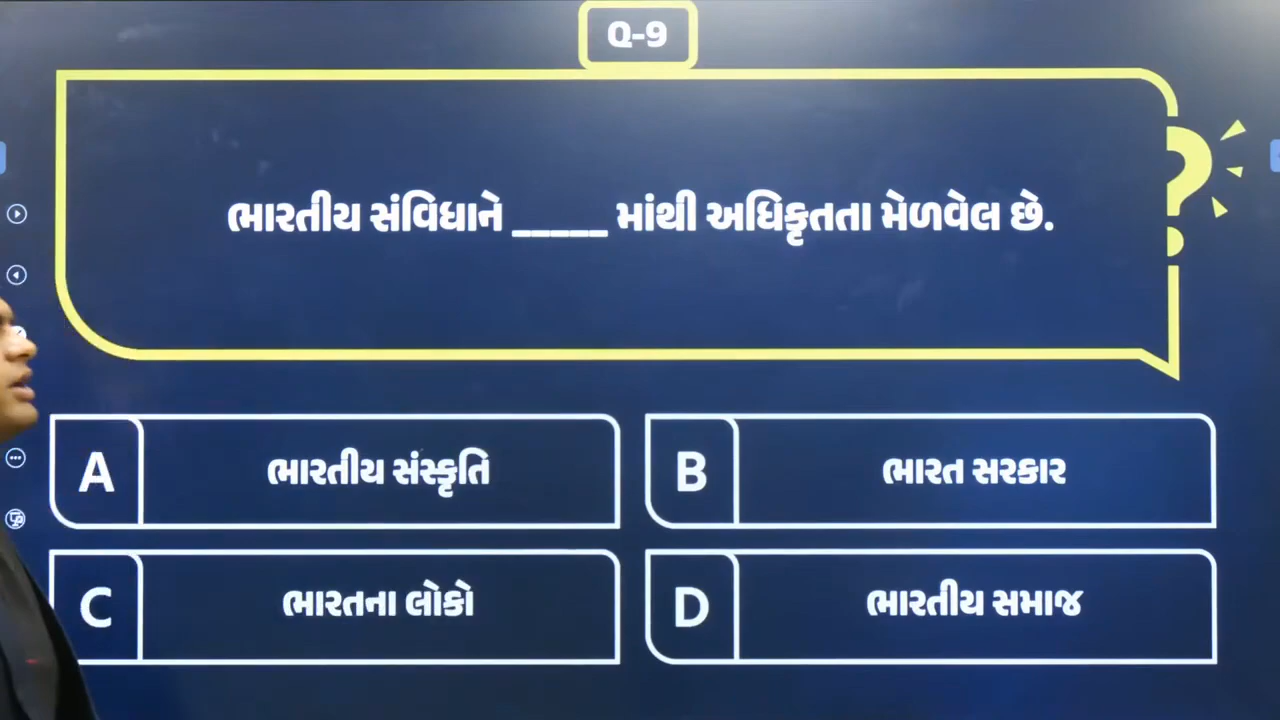 Q-9
ભારતીય સંવિધાને _____ માંથી અધિકૃતતા મેળવેલ છે.
?
A ભારતીય સંસ્કૃતિ
B ભારત સરકાર
C ભારતના લોકો
D ભારતીય સમાજ